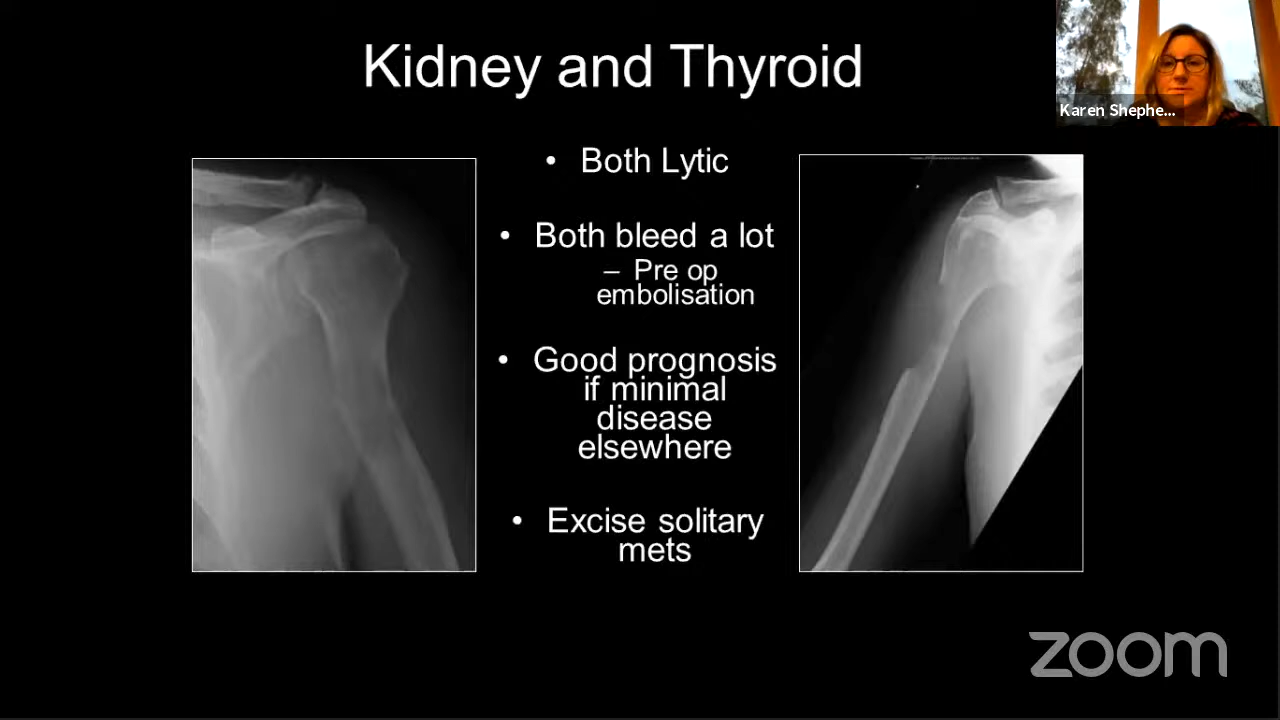 Kidney and Thyroid
Karen Shephe...
• Both Lytic
• Both bleed a lot
– Pre op
embolisation
• Good prognosis
if minimal
disease
elsewhere
• Excise solitary
mets
zoom